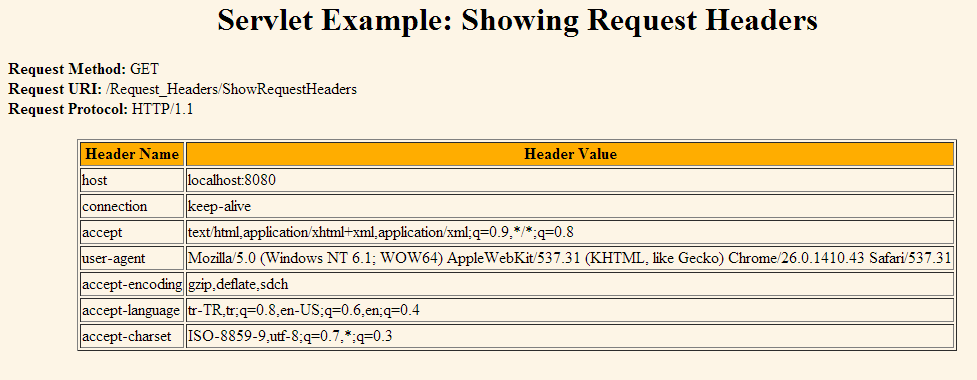 Servlet Example: Showing Request Headers
Request Method: GET
Request URI: /Request_Headers/ShowRequestHeaders
Request Protocol: HTTP/1.1
Header Name Header Value
host localhost:8080
connection keep-alive
accept text/html,application/xhtml+xml,application/xml;q=0.9,*/*;q=0.8
user-agent Mozilla/5.0 (Windows NT 6.1; WOW64) AppleWebKit/537.31 (KHTML, like Gecko) Chrome/26.0.1410.43 Safari/537.31
accept-encoding gzip,deflate,sdch
accept-language tr-TR,tr;q=0.8,en-US;q=0.6,en;q=0.4
accept-charset ISO-8859-9,utf-8;q=0.7,*;q=0.3